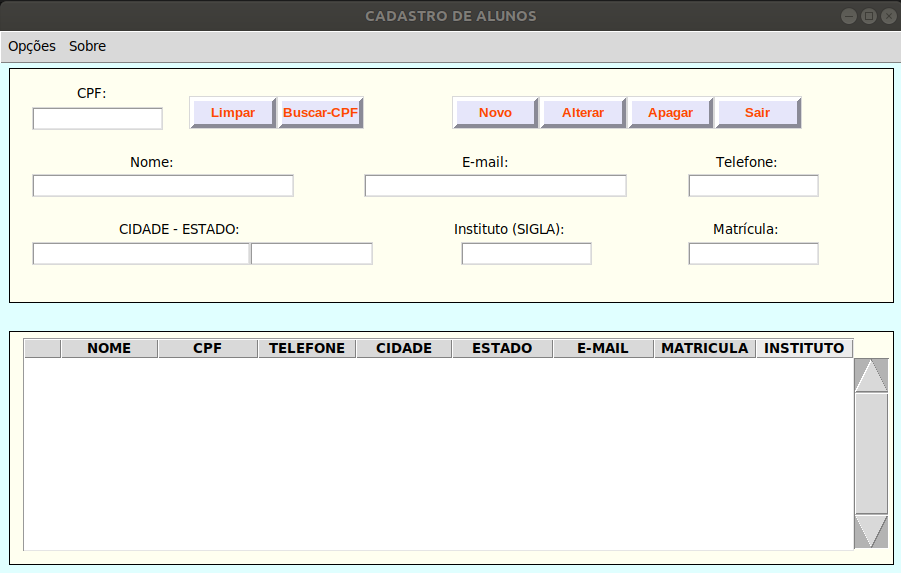 CADASTRO DE ALUNOS
Opções Sobre
CPF:
Limpar Buscar-CPF Novo Alterar Apagar Sair
Nome: E-mail: Telefone:
CIDADE - ESTADO: Instituto (SIGLA): Matrícula:
NOME CPF TELEFONE CIDADE ESTADO E-MAIL MATRICULA INSTITUTO